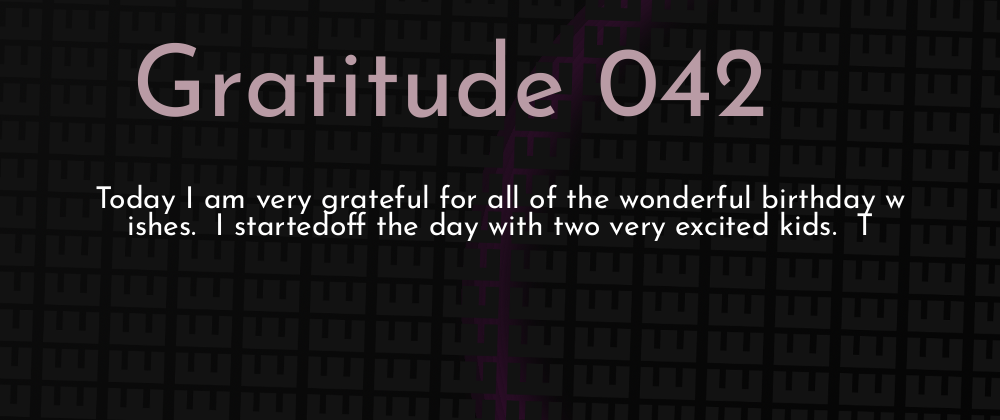 Gratitude 042
Today I am very grateful for all of the wonderful birthday w
ishes.  I startedoff the day with two very excited kids.  T